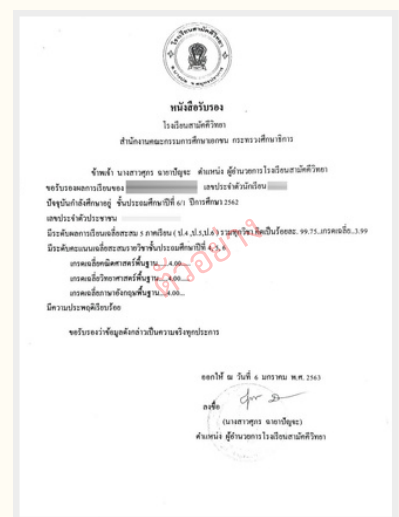 หนังสือรับรอง
โรงเรียนสามัคคีวิทยา
สำนักงานคณะกรรมการศึกษาเอกชน กระทรวงศึกษาธิการ
ข้าพเจ้า นางสาวศุภร ฉายาปัญจะ ตำแหน่ง ผู้อำนวยการโรงเรียนสามัคคีวิทยา
ขอรับรองผลการเรียนของ เลขประจำตัวนักเรียน
ปัจจุบันกำลังศึกษาอยู่ ชั้นประถมศึกษาปีที่ 6/1 ปีการศึกษา 2562
เลขประจำตัวประชาชน
มีระดับผลการเรียนเฉลี่ยสะสม 5 ภาคเรียน ( ป.4 ,ป.5,ป.6 ) รวมทุกวิชา คิดเป็นร้อยละ. 99.75..เกรดเฉลี่ย..3.99
มีระดับคะแนนเฉลี่ยสะสมรายวิชาชั้นประถมศึกษาปีที่ 4, 5, 6
เกรดเฉลี่ยคณิตศาสตร์พื้นฐาน.....4.00.....
เกรดเฉลี่ยวิทยาศาสตร์พื้นฐาน....4.00...
เกรดเฉลี่ยภาษาอังกฤษพื้นฐาน....4.00...
ตัวอย่าง
มีความประพฤติเรียบร้อย
ขอรับรองว่าข้อมูลดังกล่าวเป็นความจริงทุกประการ
ออกให้ ณ วันที่ 6 มกราคม พ.ศ. 2563
ลงชื่อ
(นางสาวศุภร ฉายาปัญจะ)
ตำแหน่ง ผู้อำนวยการโรงเรียนสามัคคีวิทยา